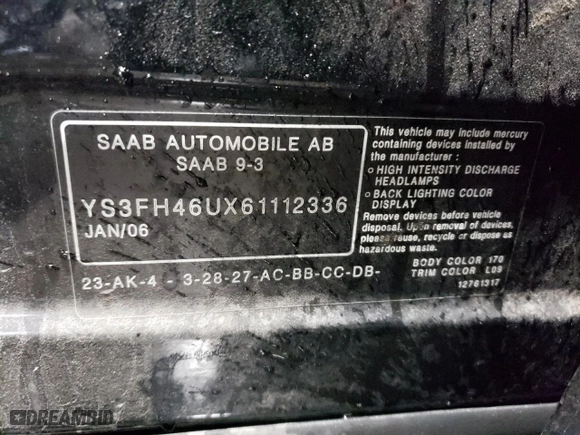 SAAB AUTOMOBILE AB
SAAB 9-3
YS3FH46UX61112336
JAN/06
23-AK-4 - 3-28-27-AC-BB-CC-DB-
This vehicle may include mercury
containing devices installed by
the manufacturer :
○ HIGH INTENSITY DISCHARGE
HEADLAMPS
○ BACK LIGHTING COLOR
DISPLAY
Remove devices before vehicle
disposal. Upon removal of devices,
please reuse, recycle or dispose as
hazardous waste.
BODY COLOR 170
TRIM COLOR L09
12761317
DREAMBID